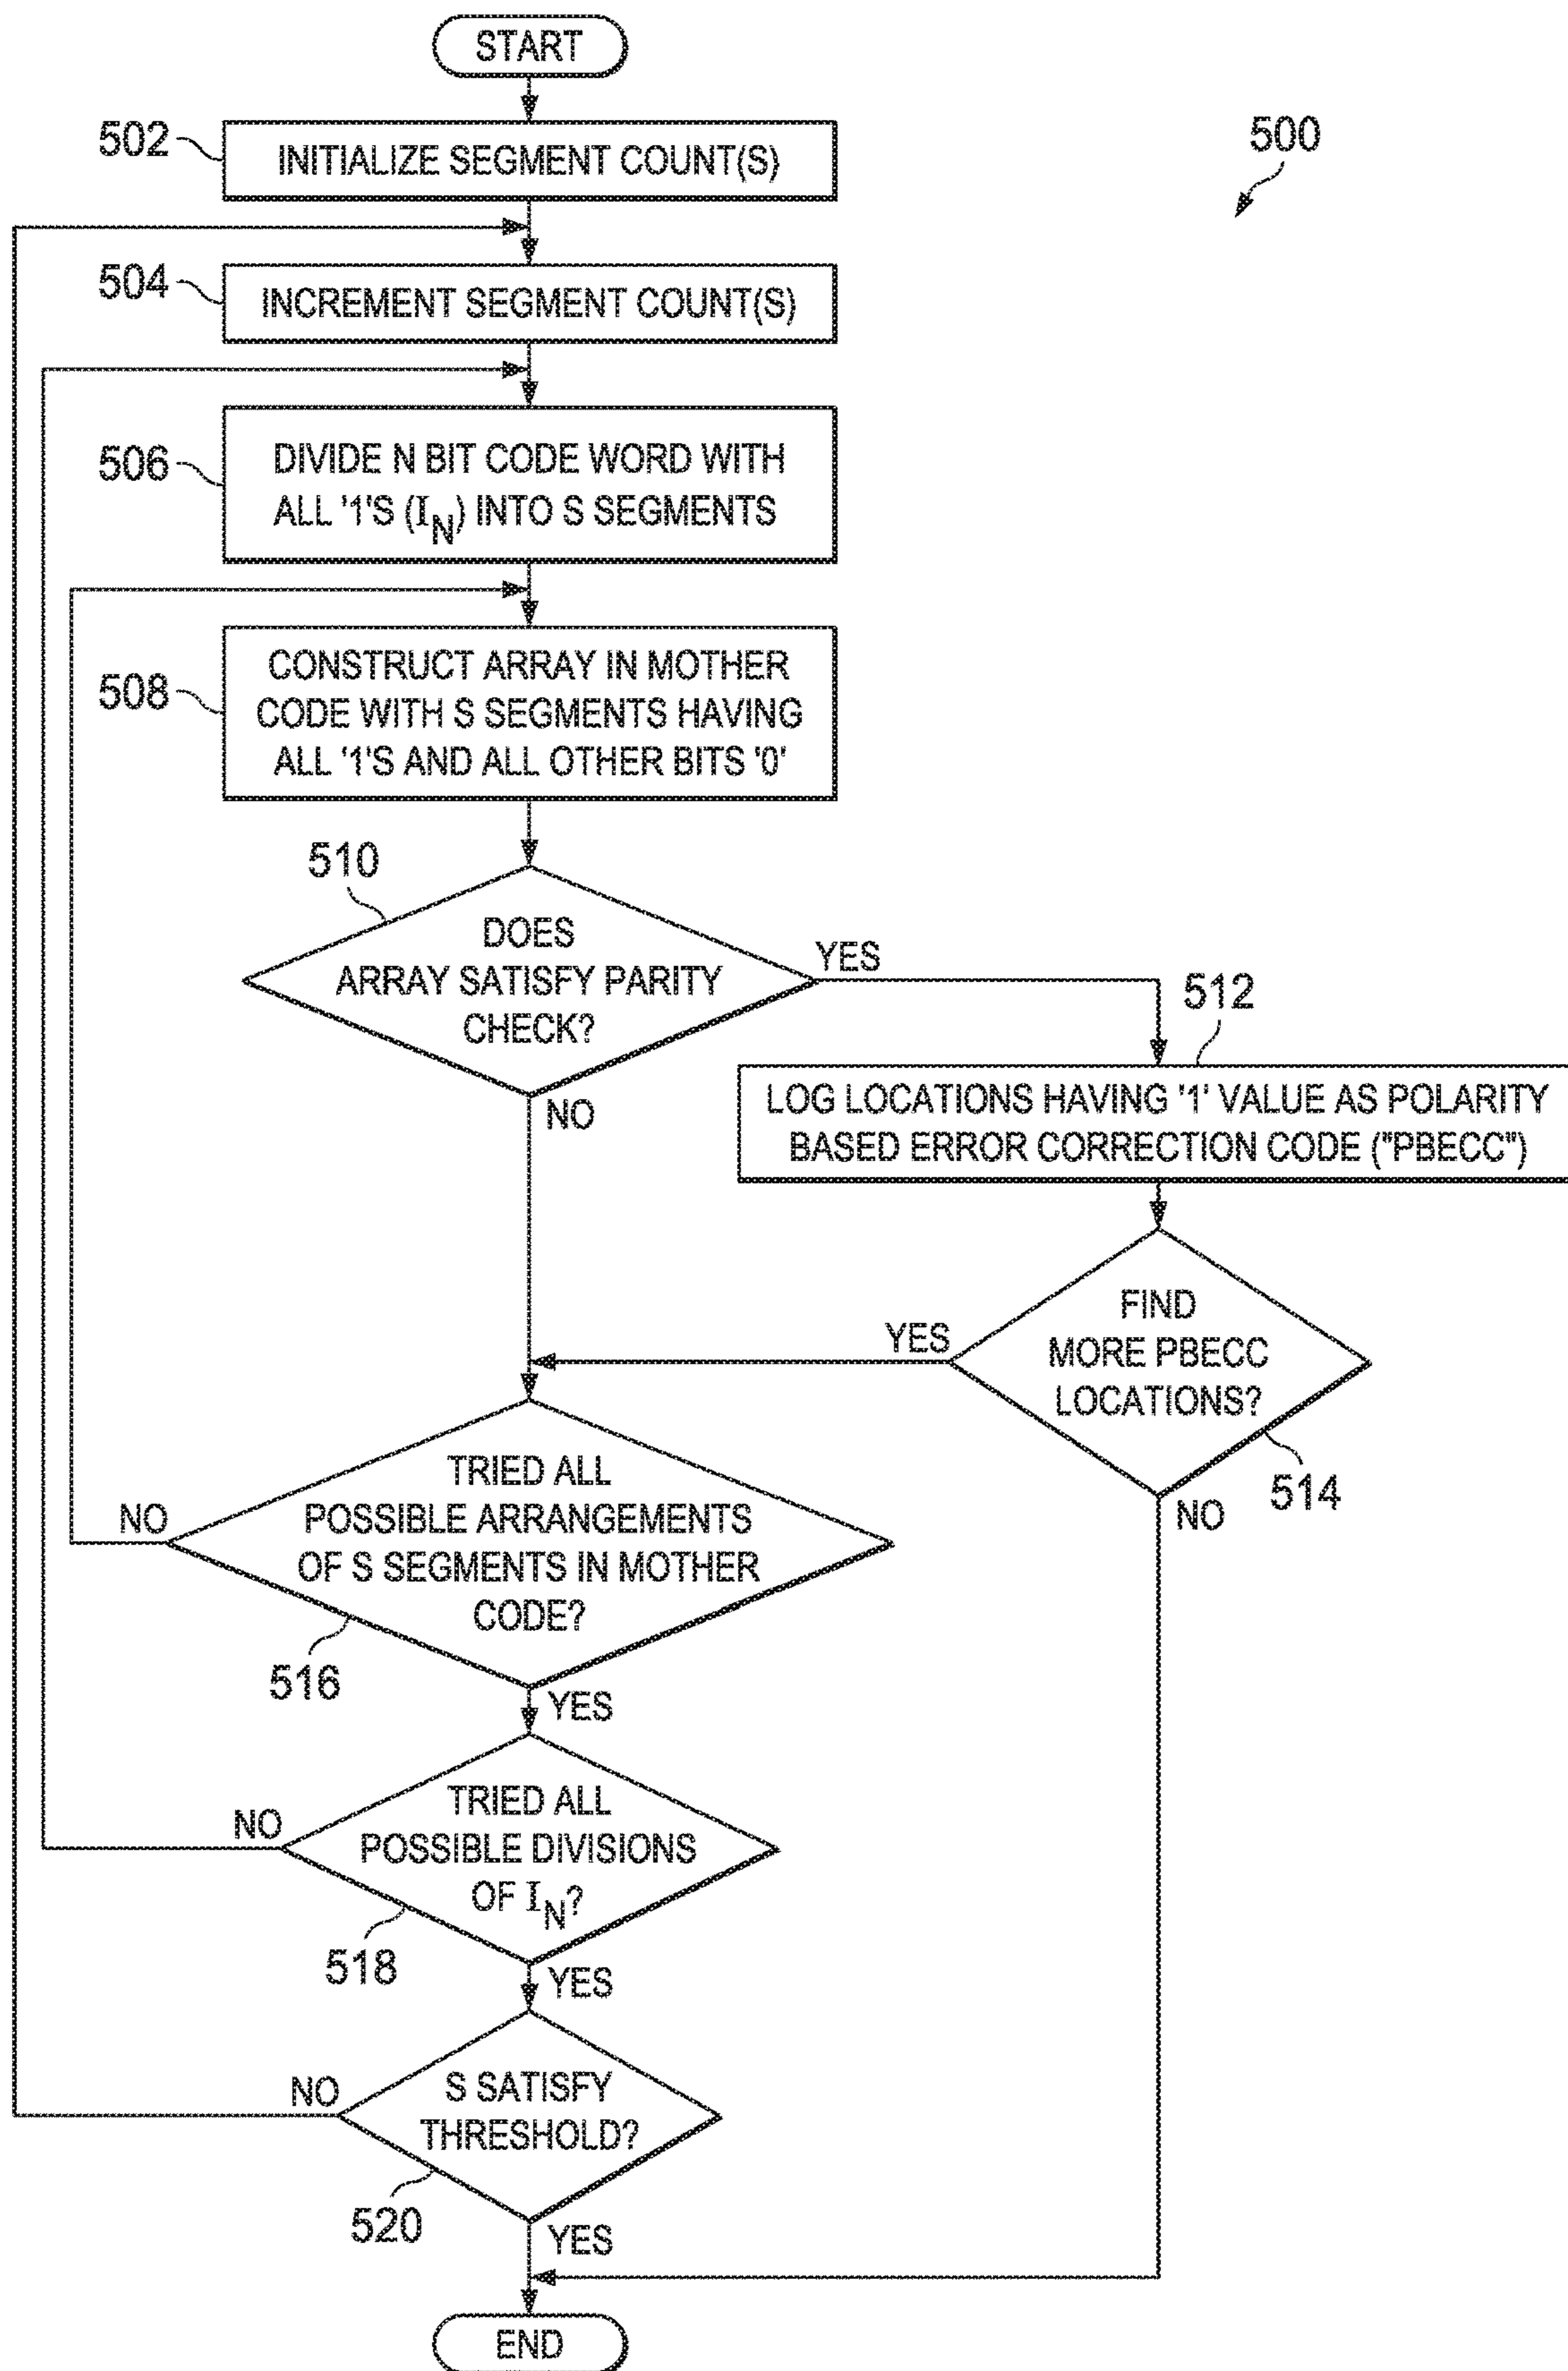 START
502
INITIALIZE SEGMENT COUNT(S)
500
504
INCREMENT SEGMENT COUNT(S)
506
DIVIDE N BIT CODE WORD WITH
ALL '1'S (I_N) INTO S SEGMENTS
508
CONSTRUCT ARRAY IN MOTHER
CODE WITH S SEGMENTS HAVING
ALL '1'S AND ALL OTHER BITS '0'
510
DOES
ARRAY SATISFY PARITY
CHECK?
YES
NO
512
LOG LOCATIONS HAVING '1' VALUE AS POLARITY
BASED ERROR CORRECTION CODE ("PBECC")
FIND
MORE PBECC
LOCATIONS?
YES
514
NO
TRIED ALL
POSSIBLE ARRANGEMENTS
OF S SEGMENTS IN MOTHER
CODE?
NO
516
YES
TRIED ALL
POSSIBLE DIVISIONS
OF I_N?
NO
518
YES
S SATISFY
THRESHOLD?
NO
520
YES
END